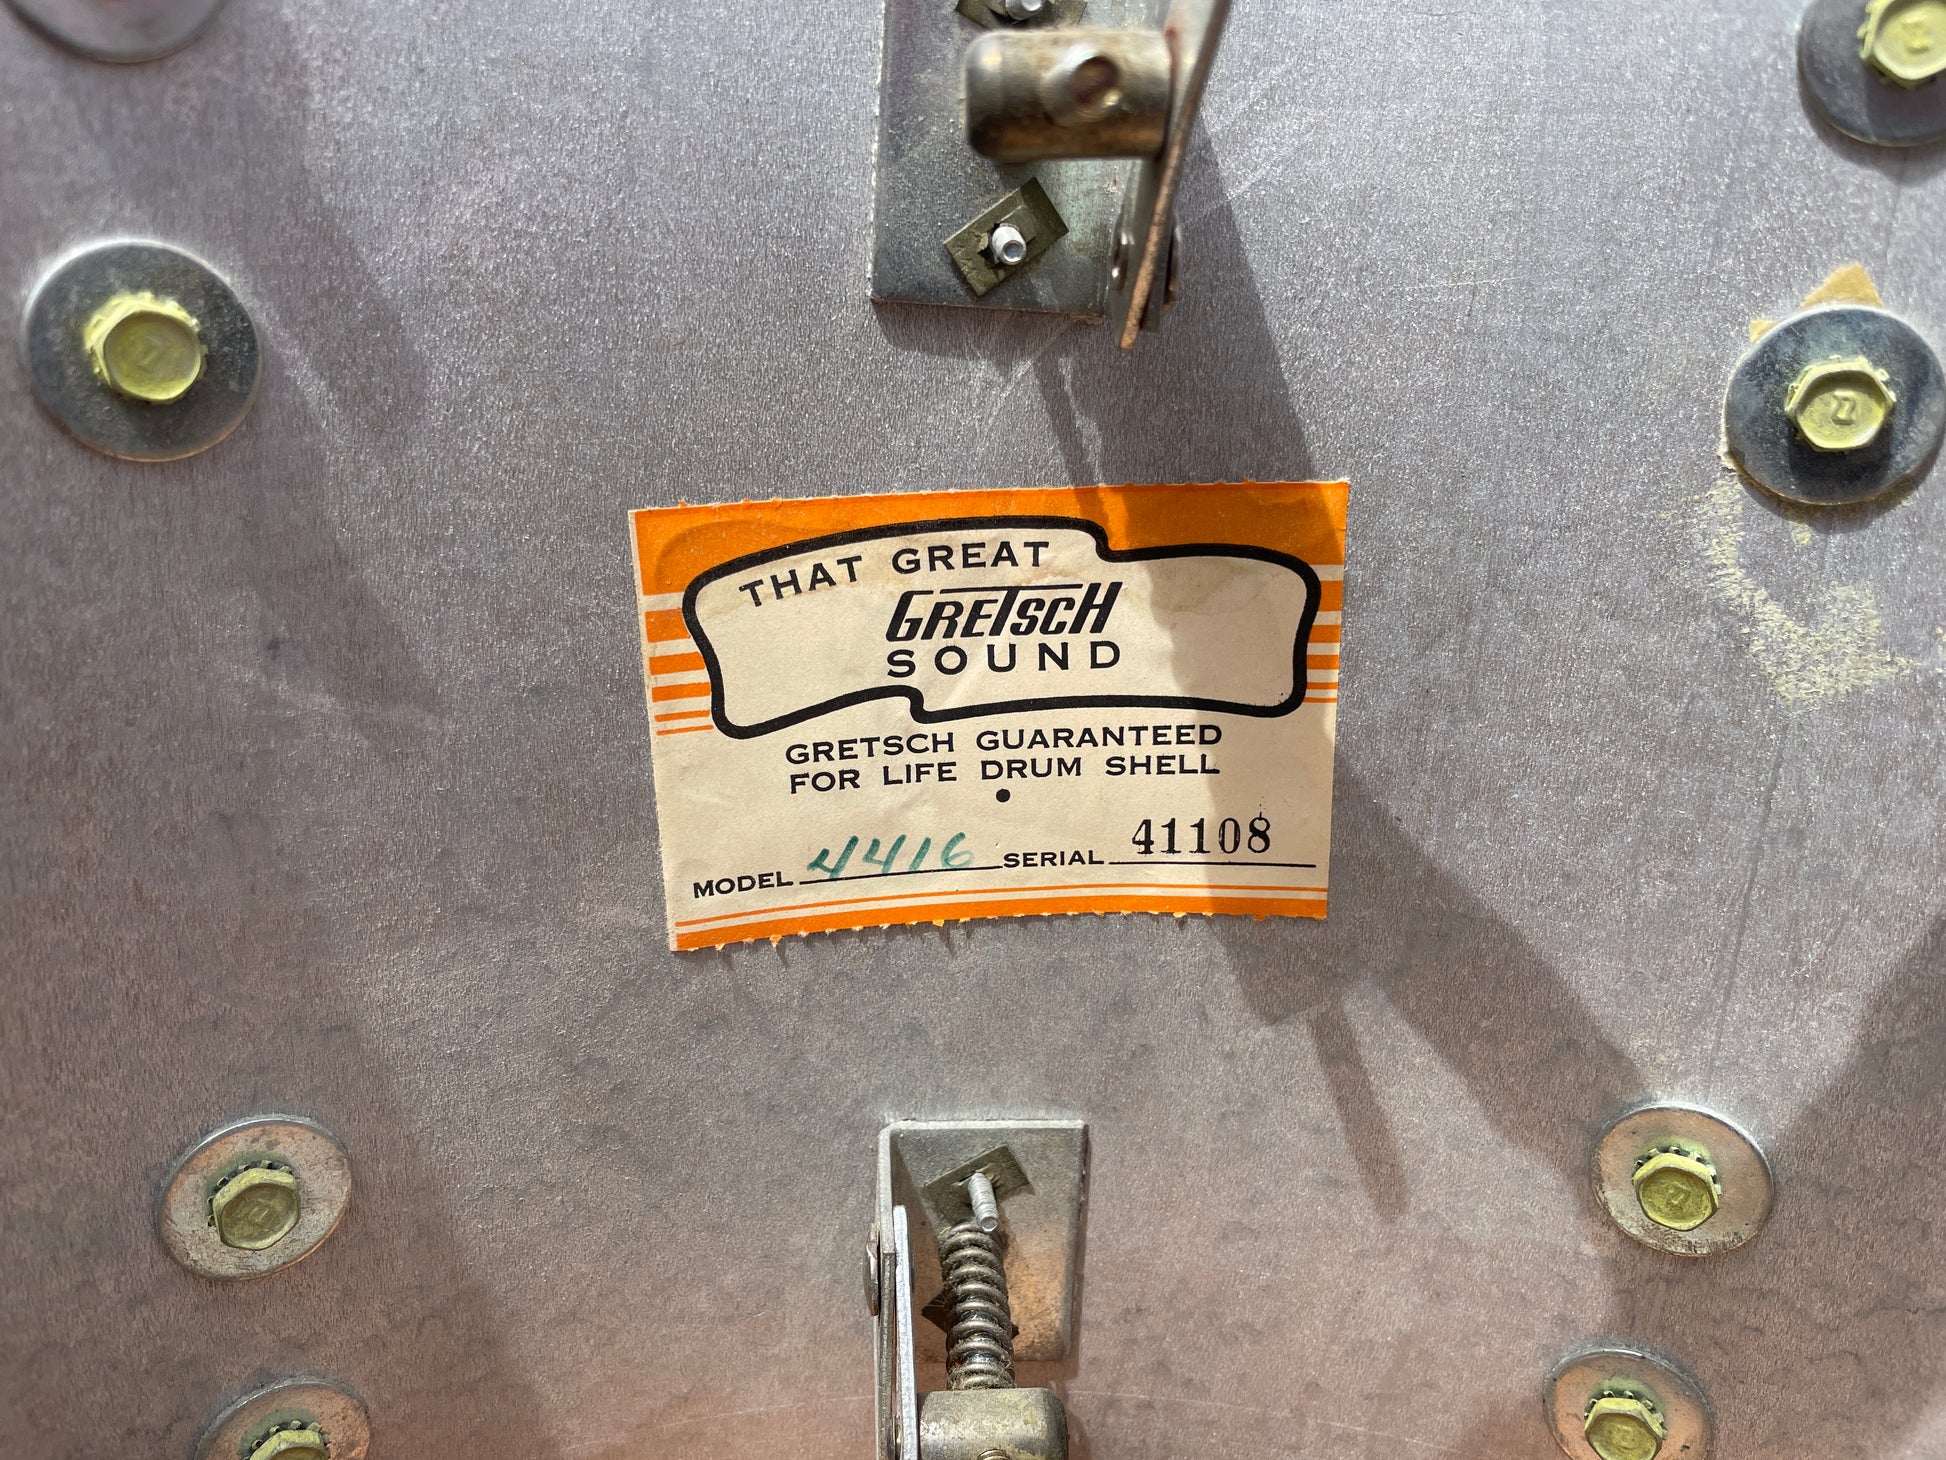 THAT GREAT
GRETSCH
SOUND
GRETSCH GUARANTEED
FOR LIFE DRUM SHELL
•
MODEL 4416 SERIAL 41108